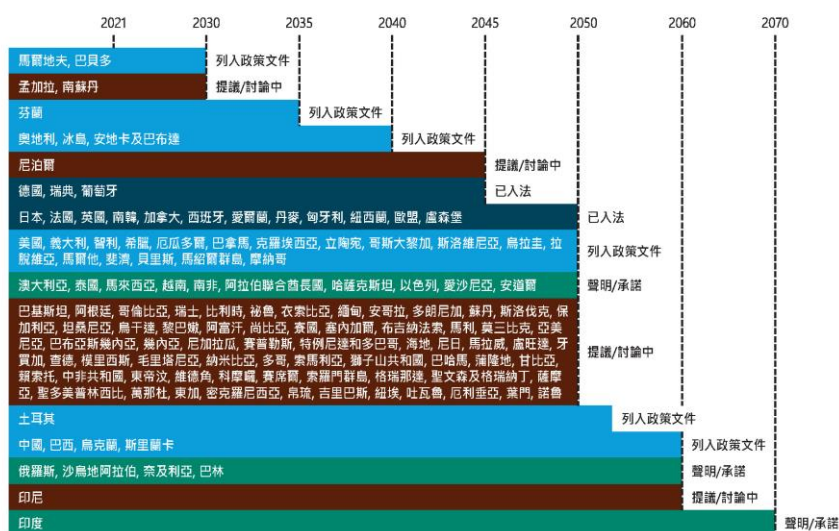 2021 2030 2035 2040 2045 2050 2060 2070
馬爾地夫, 巴貝多 列入政策文件
孟加拉, 南蘇丹 提議/討論中
芬蘭 列入政策文件
奧地利, 冰島, 安地卡及巴布達 列入政策文件
尼泊爾 提議/討論中
德國, 瑞典, 葡萄牙 已入法
日本, 法國, 英國, 南韓, 加拿大, 西班牙, 愛爾蘭, 丹麥, 匈牙利, 紐西蘭, 歐盟, 盧森堡 已入法
美國, 義大利, 智利, 希臘, 厄瓜多爾, 巴拿馬, 克羅埃西亞, 立陶宛, 哥斯大黎加, 斯洛維尼亞, 烏拉圭, 拉
脫維亞, 馬爾他, 斐濟, 貝里斯, 馬紹爾群島, 摩納哥 列入政策文件
澳大利亞, 泰國, 馬來西亞, 越南, 南非, 阿拉伯聯合酋長國, 哈薩克斯坦, 以色列, 愛沙尼亞, 安道爾 聲明/承諾
巴基斯坦, 阿根廷, 哥倫比亞, 瑞士, 比利時, 祕魯, 衣索比亞, 緬甸, 安哥拉, 多明尼加, 蘇丹, 斯洛伐克, 保
加利亞, 坦桑尼亞, 烏干達, 黎巴嫩, 阿富汗, 尚比亞, 寮國, 塞內加爾, 布吉納法索, 馬利, 莫三比克, 亞美
尼亞, 巴布亞新幾內亞, 幾內亞, 尼加拉瓜, 賽普勒斯, 特例尼達和多巴哥, 海地, 尼日, 馬拉威, 盧旺達, 牙
買加, 查德, 模里西斯, 毛里塔尼亞, 納米比亞, 多哥, 索馬利亞, 獅子山共和國, 巴哈馬, 蒲隆地, 甘比亞, 提議/討論中
賴索托, 中非共和國, 東帝汶, 維德角, 科摩囉, 賽席爾, 索羅門群島, 格瑞那達, 聖文森及格瑞納丁, 薩摩
亞, 聖多美普林西比, 萬那杜, 東加, 密克羅尼西亞, 帛琉, 吉里巴斯, 紐埃, 吐瓦魯, 厄利垂亞, 葉門, 諾魯
土耳其 列入政策文件
中國, 巴西, 烏克蘭, 斯里蘭卡 列入政策文件
俄羅斯, 沙烏地阿拉伯, 奈及利亞, 巴林 聲明/承諾
印尼 提議/討論中
印度 聲明/承諾